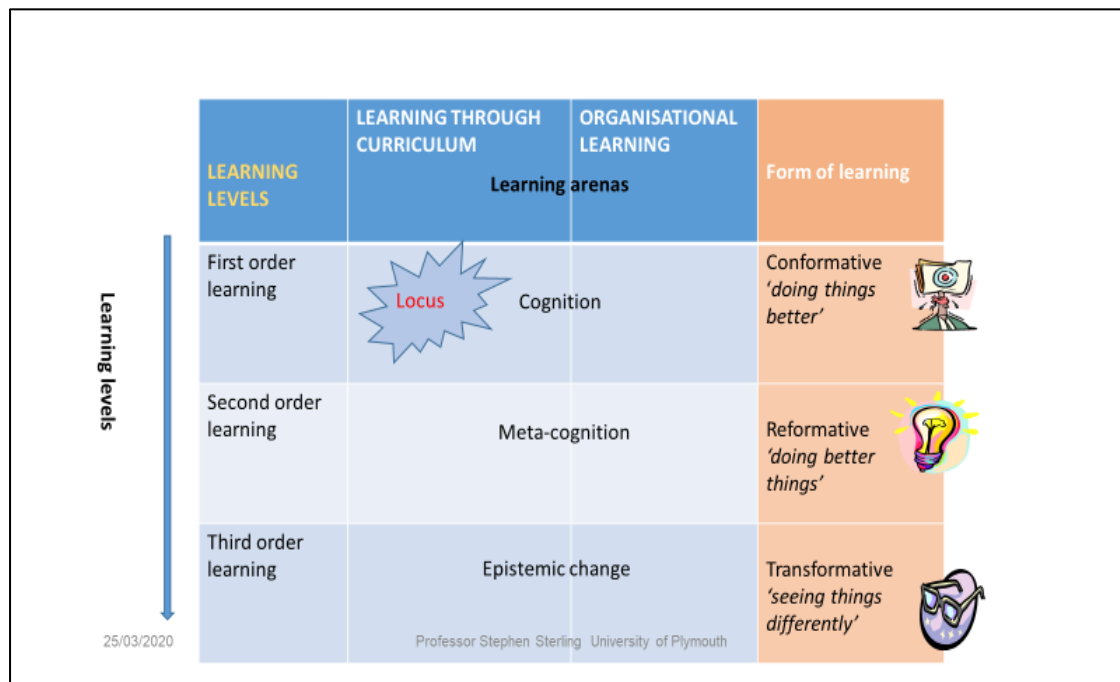 LEARNING THROUGH
CURRICULUM
ORGANISATIONAL
LEARNING
LEARNING
LEVELS
Learning arenas
Form of learning
Learning levels
First order
learning
Locus
Cognition
Conformative
‘doing things
better’
Second order
learning
Meta-cognition
Reformative
‘doing better
things’
Third order
learning
Epistemic change
Transformative
‘seeing things
differently’
25/03/2020
Professor Stephen Sterling University of Plymouth